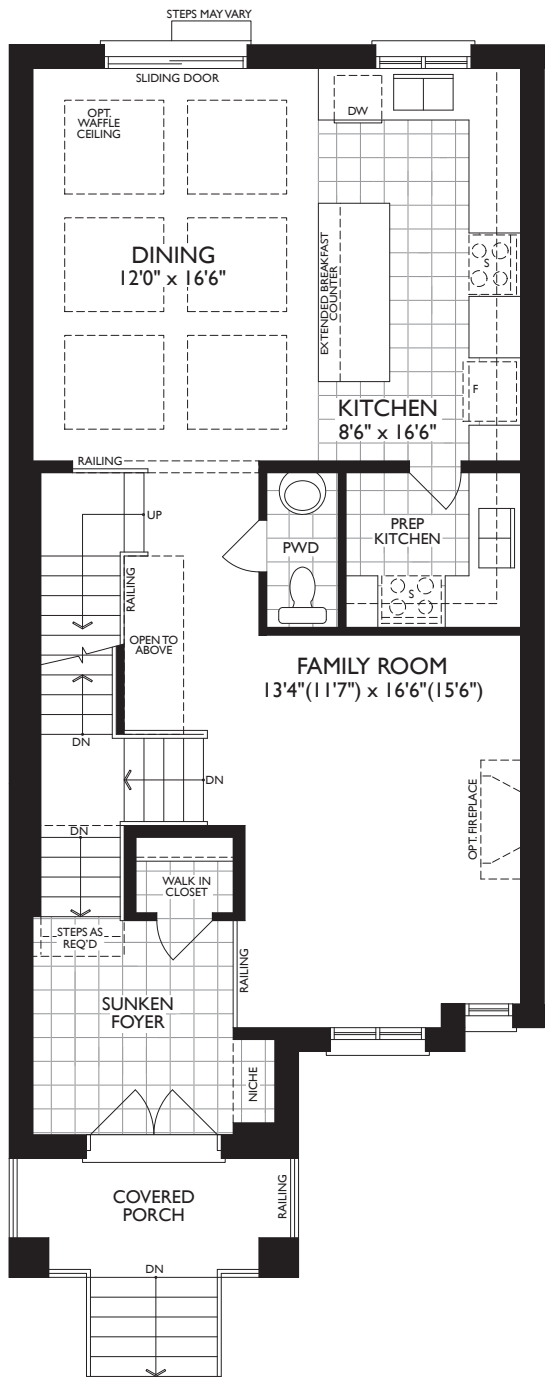 STEPS MAY VARY
SLIDING DOOR
OPT.
WAFFLE
CEILING
DW
DINING
12'0" x 16'6"
EXTENDED BREAKFAST
COUNTER
S
F
KITCHEN
8'6" x 16'6"
RAILING
UP
PWD
PREP
KITCHEN
S
RAILING
OPEN TO
ABOVE
FAMILY ROOM
13'4"(11'7") x 16'6"(15'6")
DN
DN
OPT. FIREPLACE
DN
WALK IN
CLOSET
STEPS AS
REQ'D
RAILING
SUNKEN
FOYER
NICHE
COVERED
PORCH
RAILING
DN